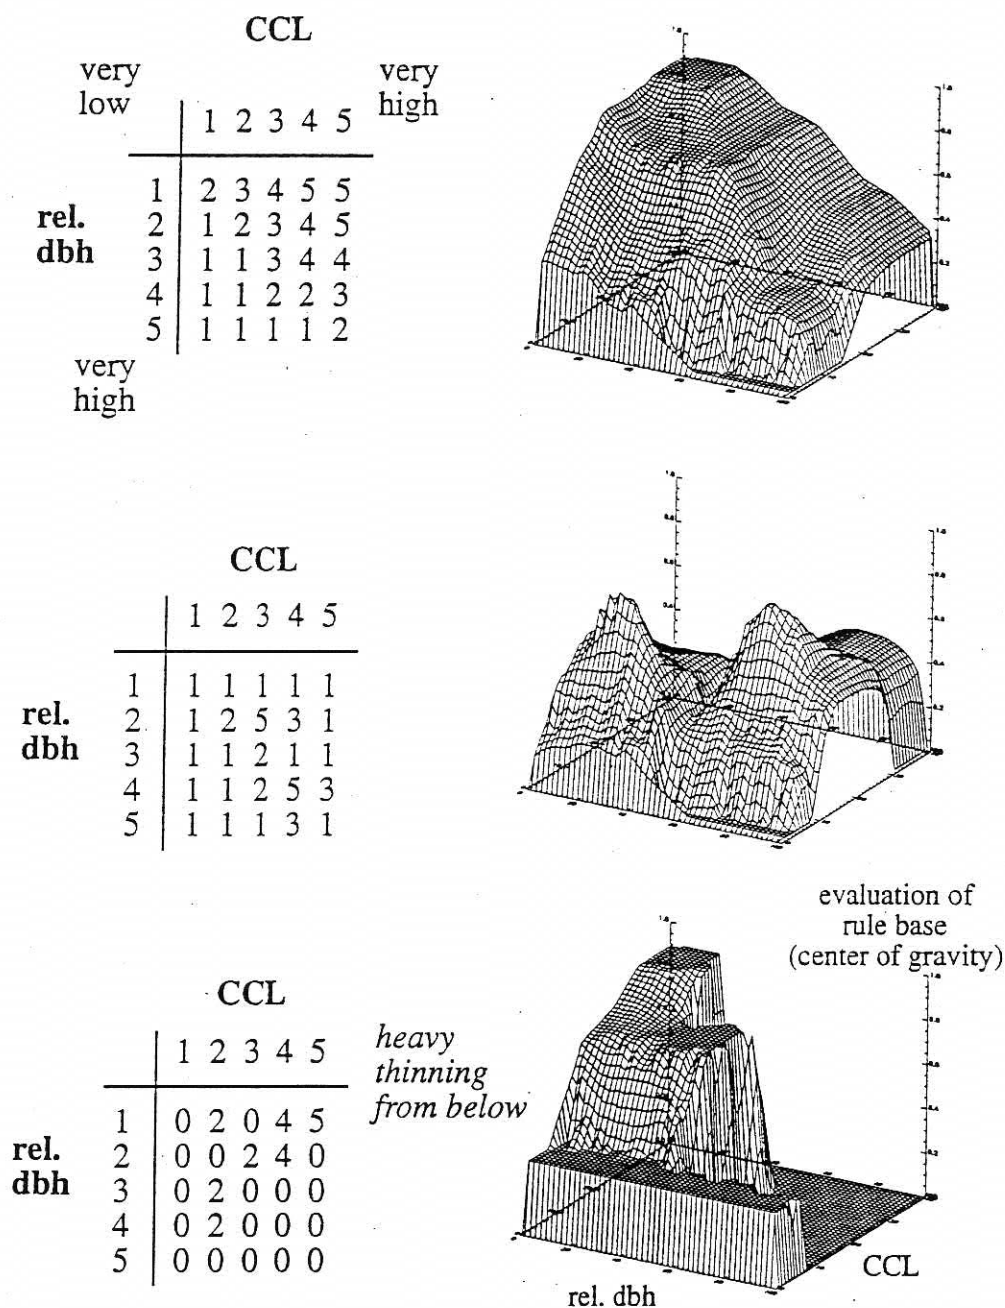 CCL
very
low
very
high
1 2 3 4 5
rel.
dbh
1 2 3 4 5 5
2 1 2 3 4 5
3 1 1 3 4 4
4 1 1 2 2 3
5 1 1 1 1 2
very
high
CCL
1 2 3 4 5
rel.
dbh
1 1 1 1 1 1
2 1 2 5 3 1
3 1 1 2 1 1
4 1 1 2 5 3
5 1 1 1 3 1
evaluation of
rule base
(center of gravity)
CCL
1 2 3 4 5
heavy
thinning
from below
rel.
dbh
1 0 2 0 4 5
2 0 0 2 4 0
3 0 2 0 0 0
4 0 2 0 0 0
5 0 0 0 0 0
CCL
rel. dbh